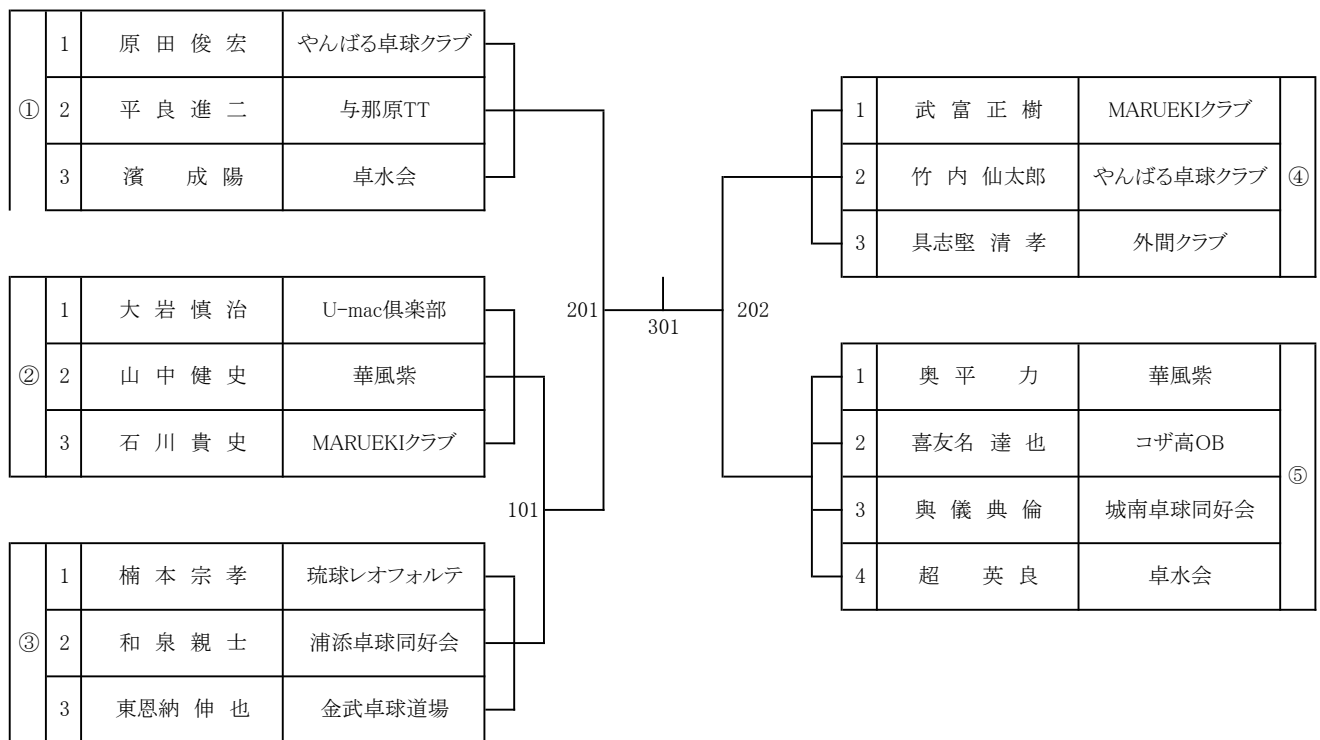 ①
1 原田俊宏 やんばる卓球クラブ
2 平良進二 与那原TT
3 濱 成陽 卓水会
②
1 大岩慎治 U-mac倶楽部
2 山中健史 華風紫
3 石川貴史 MARUEKIクラブ
③
1 楠本宗孝 琉球レオフォルテ
2 和泉親士 浦添卓球同好会
3 東恩納伸也 金武卓球道場
101
201
301
202
④
1 武富正樹 MARUEKIクラブ
2 竹内仙太郎 やんばる卓球クラブ
3 具志堅清孝 外間クラブ
⑤
1 奥平 力 華風紫
2 喜友名達也 コザ高OB
3 與儀典倫 城南卓球同好会
4 超 英良 卓水会